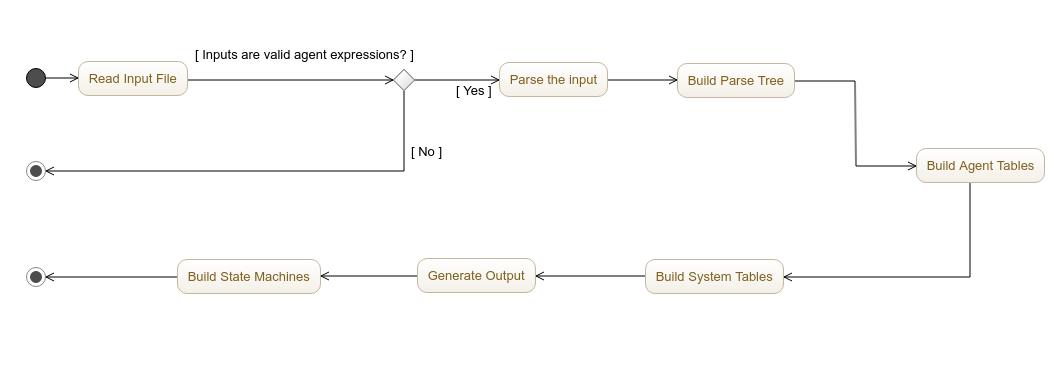 [ Inputs are valid agent expressions? ]
Read Input File
Parse the input
Build Parse Tree
[ Yes ]
[ No ]
Build Agent Tables
Build System Tables
Generate Output
Build State Machines